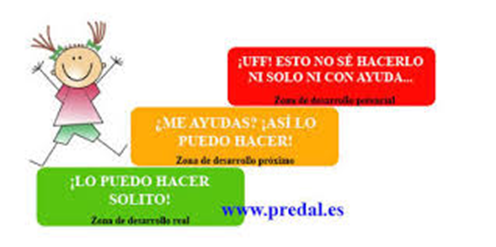 ¡UFF! ESTO NO SÉ HACERLO
NI SOLO NI CON AYUDA...
Zona de desarrollo potencial
¿ME AYUDAS? ¡ASÍ LO
PUEDO HACER!
Zona de desarrollo próximo
¡LO PUEDO HACER
SOLITO!
Zona de desarrollo real
www.predal.es